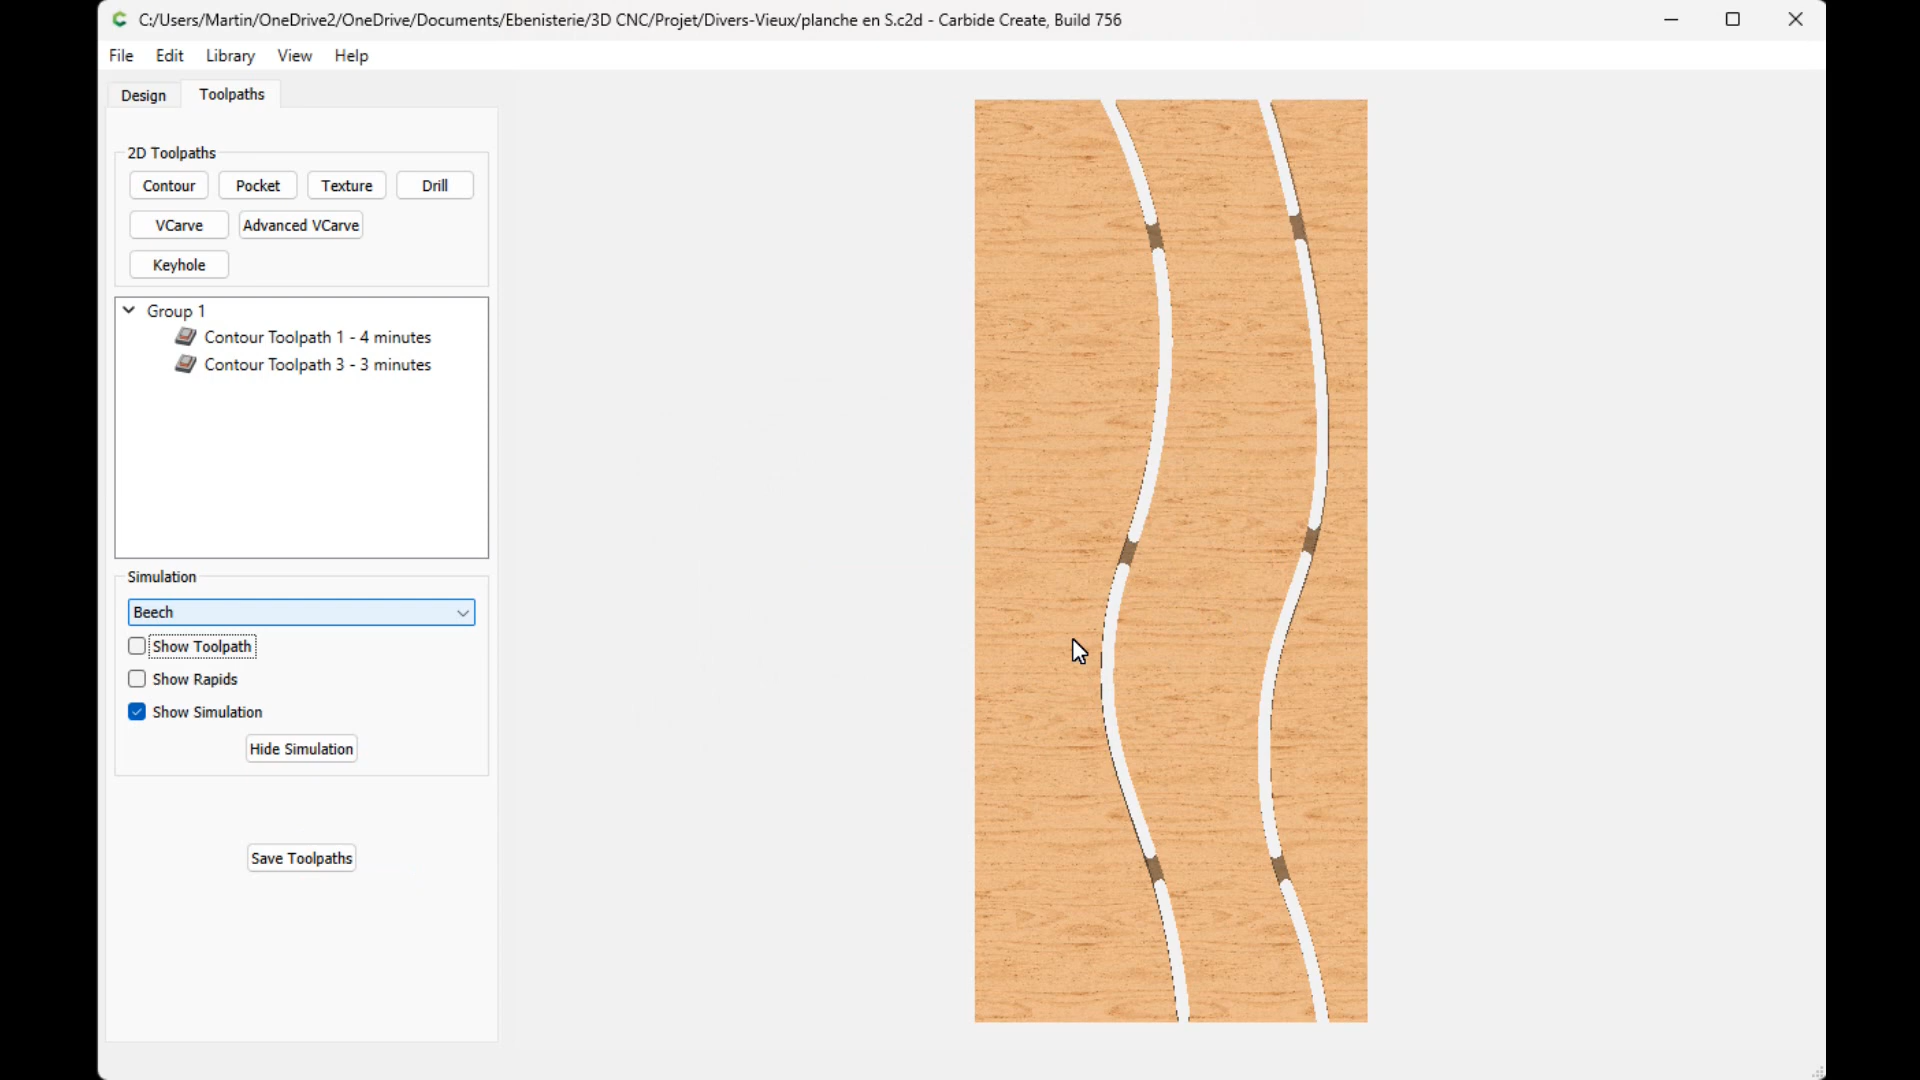 C:/Users/Martin/OneDrive2/OneDrive/Documents/Ebenisterie/3D CNC/Projet/Divers-Vieux/planche en S.c2d - Carbide Create, Build 756
File Edit Library View Help
Design Toolpaths
2D Toolpaths
Contour Pocket Texture Drill
VCarve Advanced VCarve
Keyhole
Group 1
Contour Toolpath 1 - 4 minutes
Contour Toolpath 3 - 3 minutes
Simulation
Beech
Show Toolpath
Show Rapids
Show Simulation
Hide Simulation
Save Toolpaths